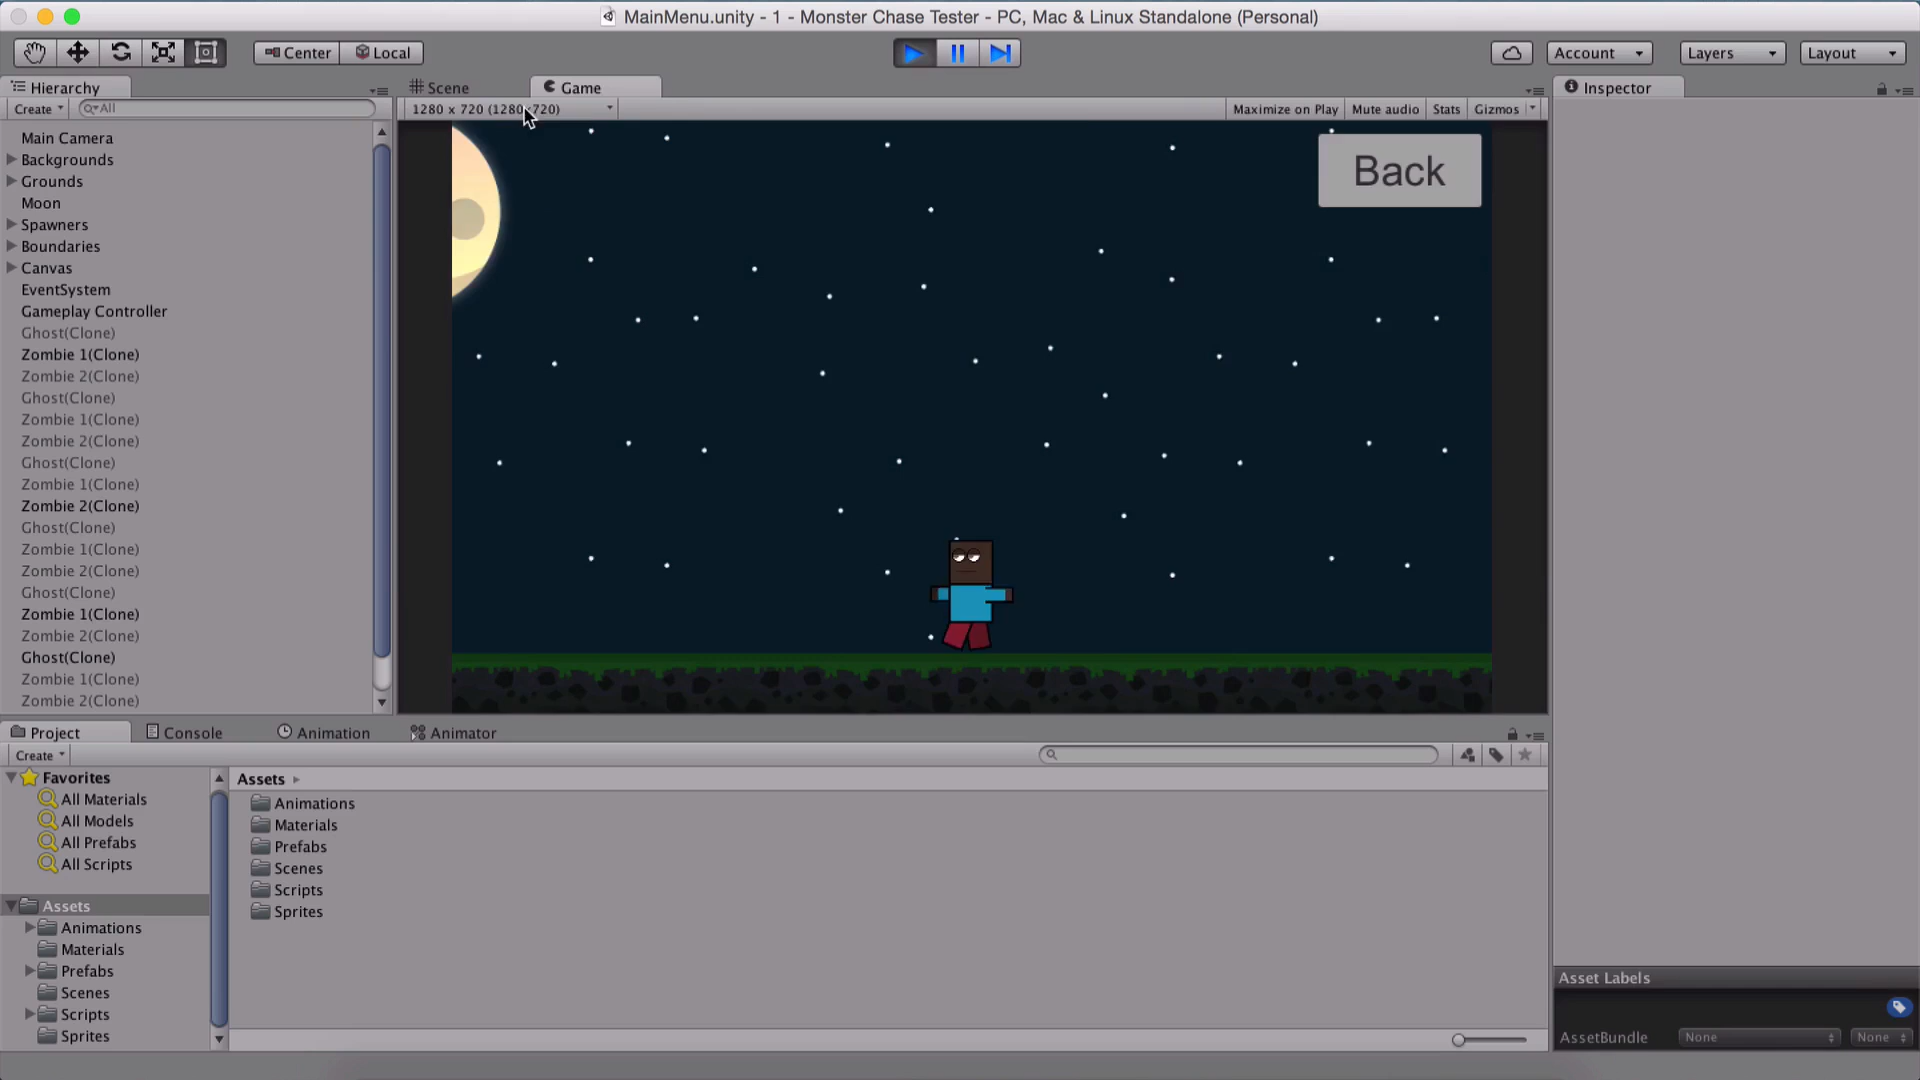 MainMenu.unity - 1 - Monster Chase Tester - PC, Mac & Linux Standalone (Personal)
Center
Local
Account
Layers
Layout
Hierarchy
Create
All
Main Camera
Backgrounds
Grounds
Moon
Spawners
Boundaries
Canvas
EventSystem
Gameplay Controller
Ghost(Clone)
Zombie 1(Clone)
Zombie 2(Clone)
Ghost(Clone)
Zombie 1(Clone)
Zombie 2(Clone)
Ghost(Clone)
Zombie 1(Clone)
Zombie 2(Clone)
Ghost(Clone)
Zombie 1(Clone)
Zombie 2(Clone)
Ghost(Clone)
Zombie 1(Clone)
Zombie 2(Clone)
Ghost(Clone)
Zombie 1(Clone)
Zombie 2(Clone)
Scene
Game
1280 x 720 (1280x720)
Maximize on Play
Mute audio
Stats
Gizmos
Back
Inspector
Project
Console
Animation
Animator
Create
Favorites
All Materials
All Models
All Prefabs
All Scripts
Assets
Animations
Materials
Prefabs
Scenes
Scripts
Sprites
Assets
Animations
Materials
Prefabs
Scenes
Scripts
Sprites
Asset Labels
AssetBundle
None
None